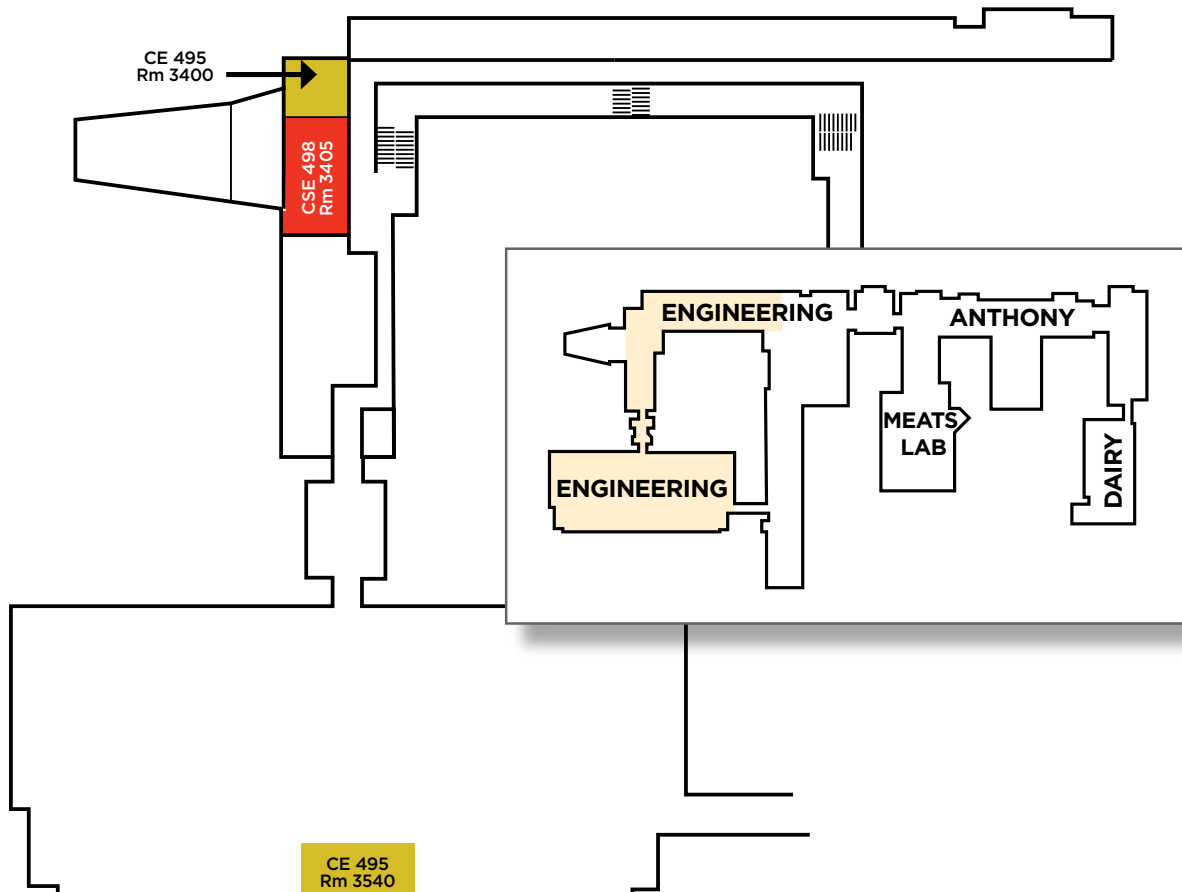 CE 495
Rm 3400
CSE 498
Rm 3405
ENGINEERING
ANTHONY
MEATS
LAB
ENGINEERING
DAIRY
CE 495
Rm 3540